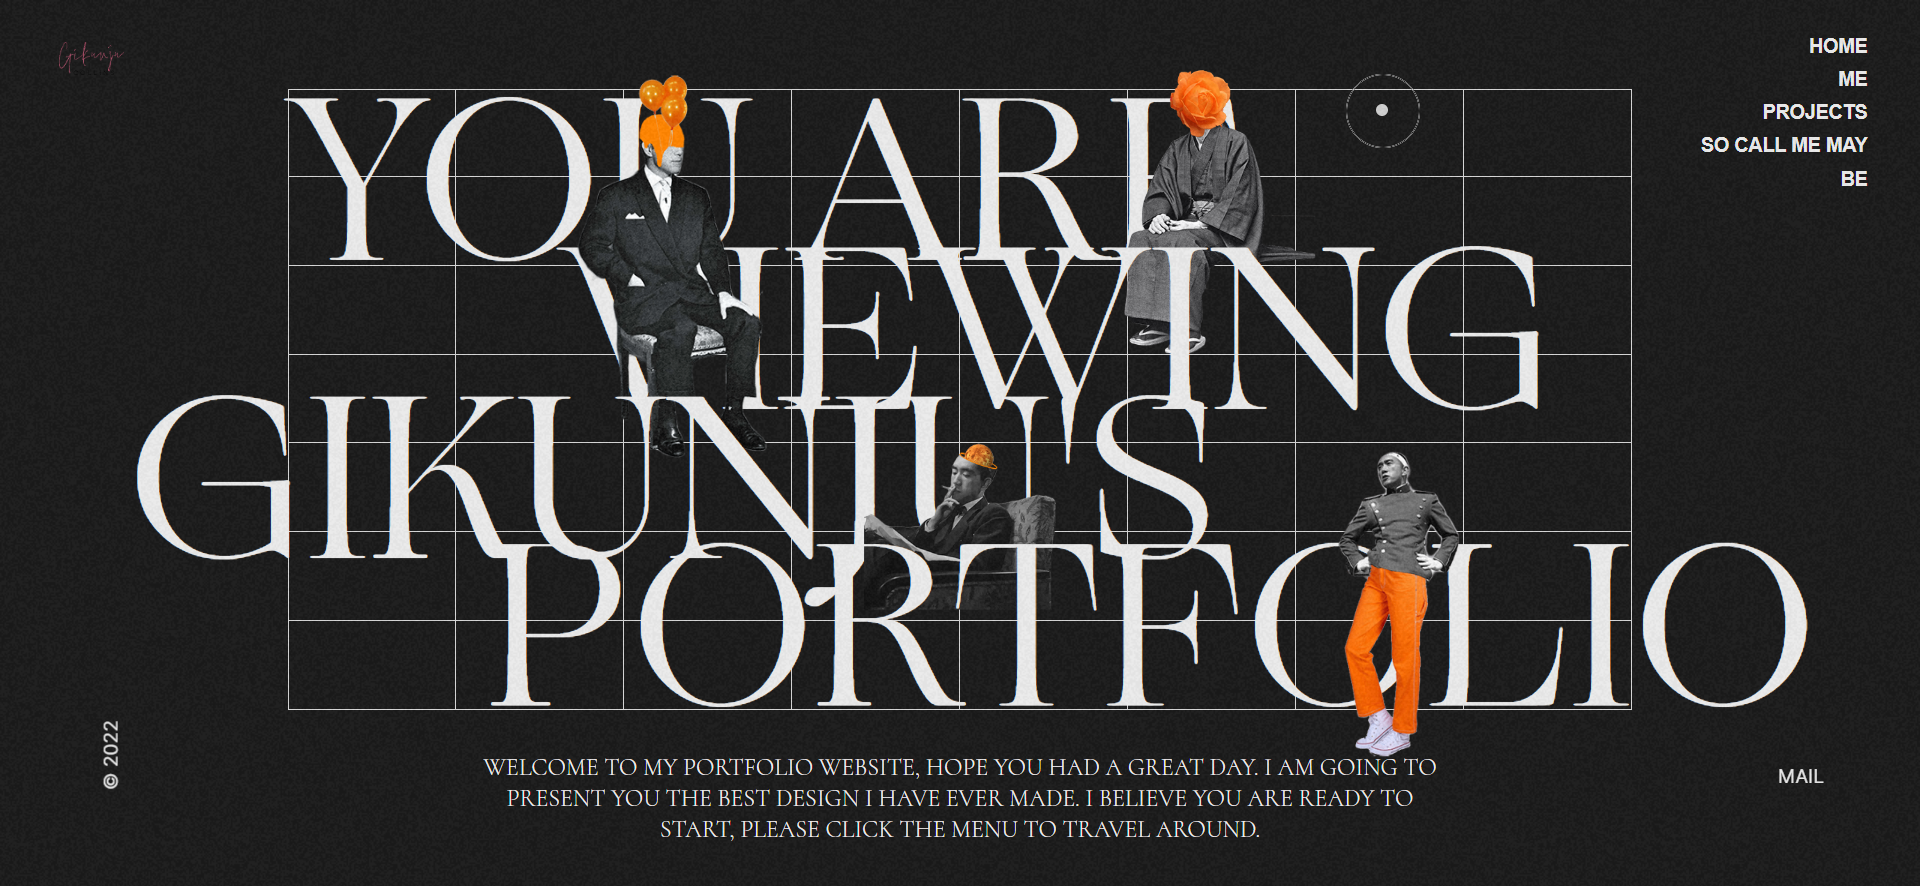 Gikunju
HOME
ME
PROJECTS
SO CALL ME MAY
BE
YOU ARE
VIEWING
GIKUNJU'S
PORTFOLIO
© 2022
WELCOME TO MY PORTFOLIO WEBSITE, HOPE YOU HAD A GREAT DAY. I AM GOING TO
PRESENT YOU THE BEST DESIGN I HAVE EVER MADE. I BELIEVE YOU ARE READY TO
START, PLEASE CLICK THE MENU TO TRAVEL AROUND.
MAIL